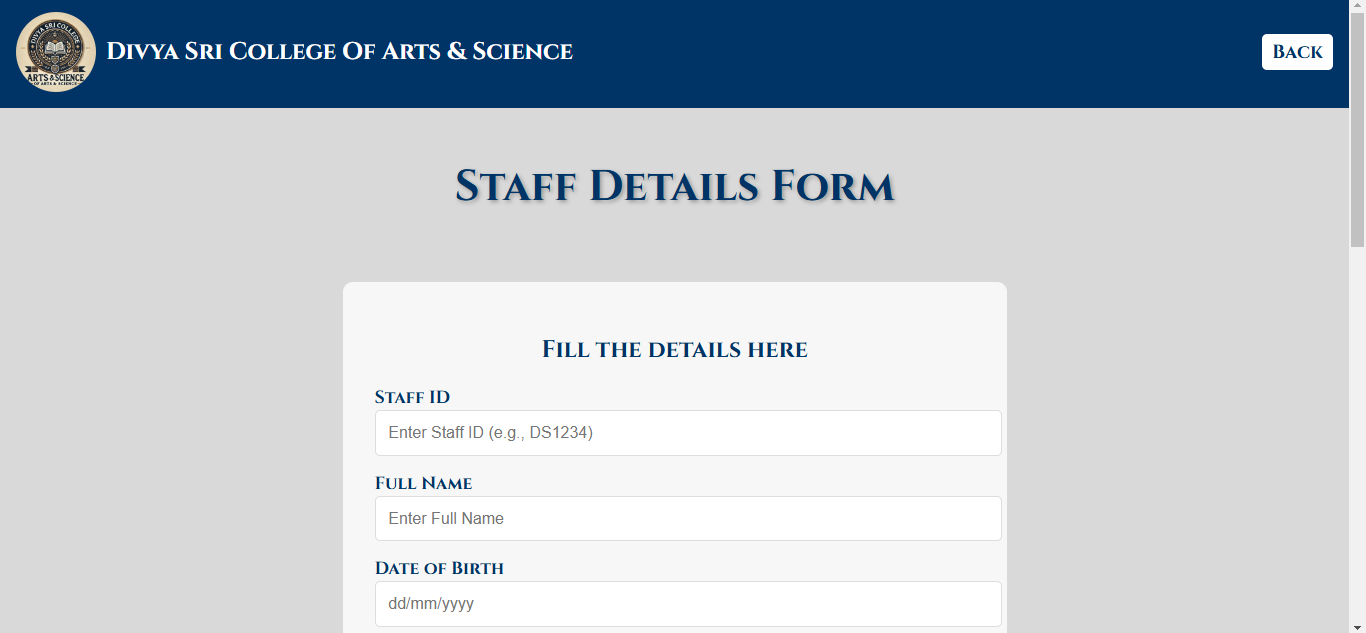 DIVYA SRI COLLEGE
ARTS & SCIENCE
OF ARTS & SCIENCE
Divya Sri College Of Arts & Science
Back
Staff Details Form
Fill the details here
Staff ID
Enter Staff ID (e.g., DS1234)
Full Name
Enter Full Name
Date of Birth
dd/mm/yyyy